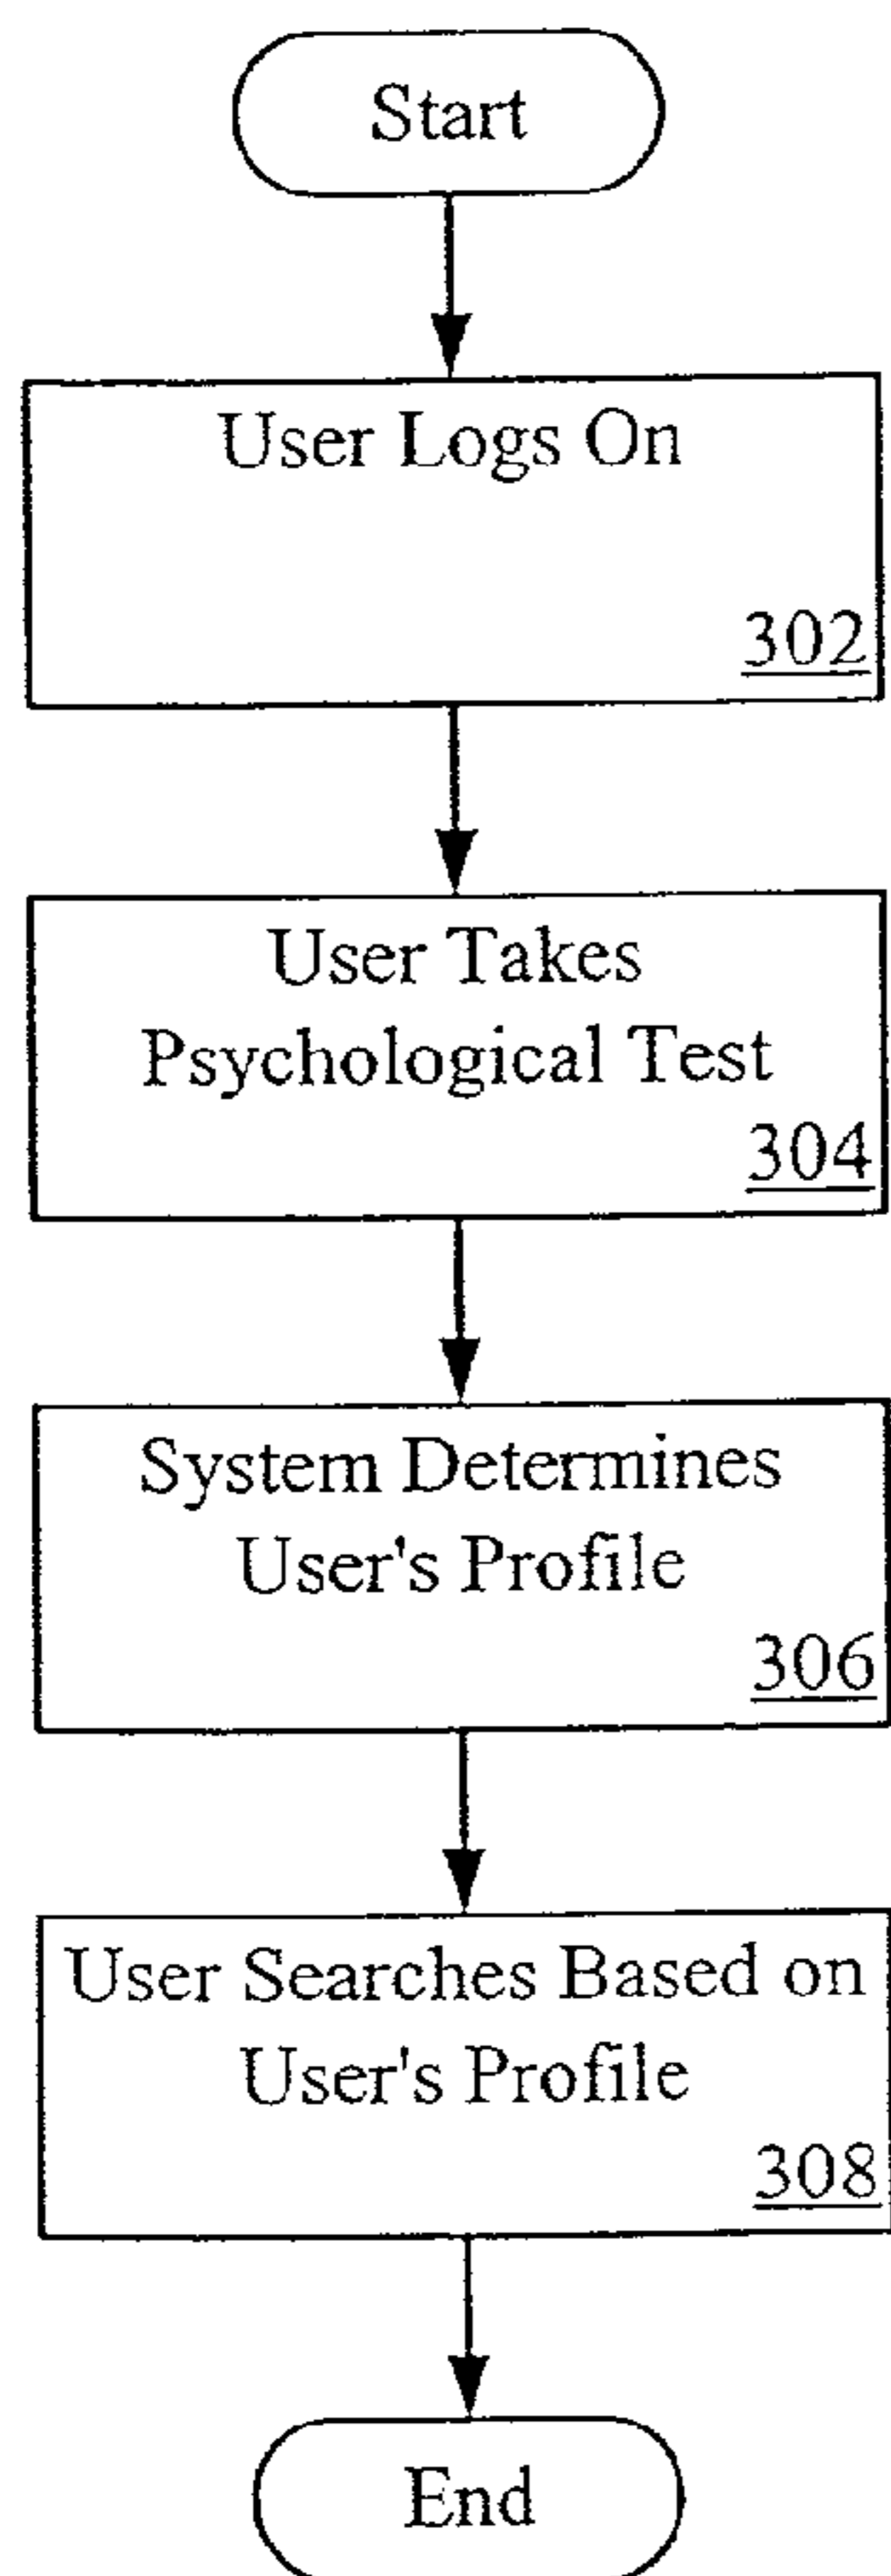 Start
User Logs On
302
User Takes
Psychological Test
304
System Determines
User's Profile
306
User Searches Based on
User's Profile
308
End